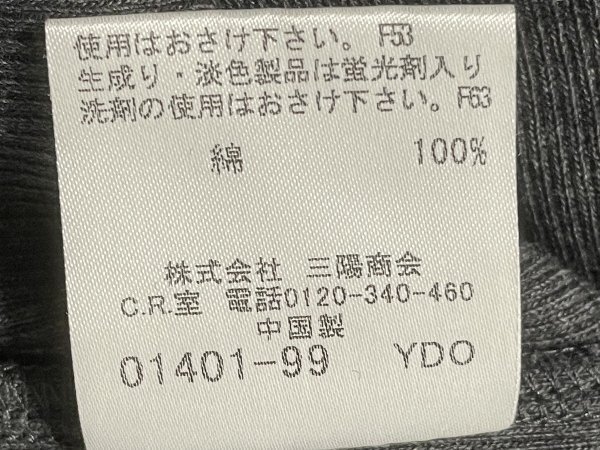 使用はおさけ下さい。 F53
生成り・淡色製品は蛍光剤入り
洗剤の使用はおさけ下さい。F63
綿 100%
株式会社 三陽商会
C.R.室 電話0120-340-460
中国製
01401-99 YDO